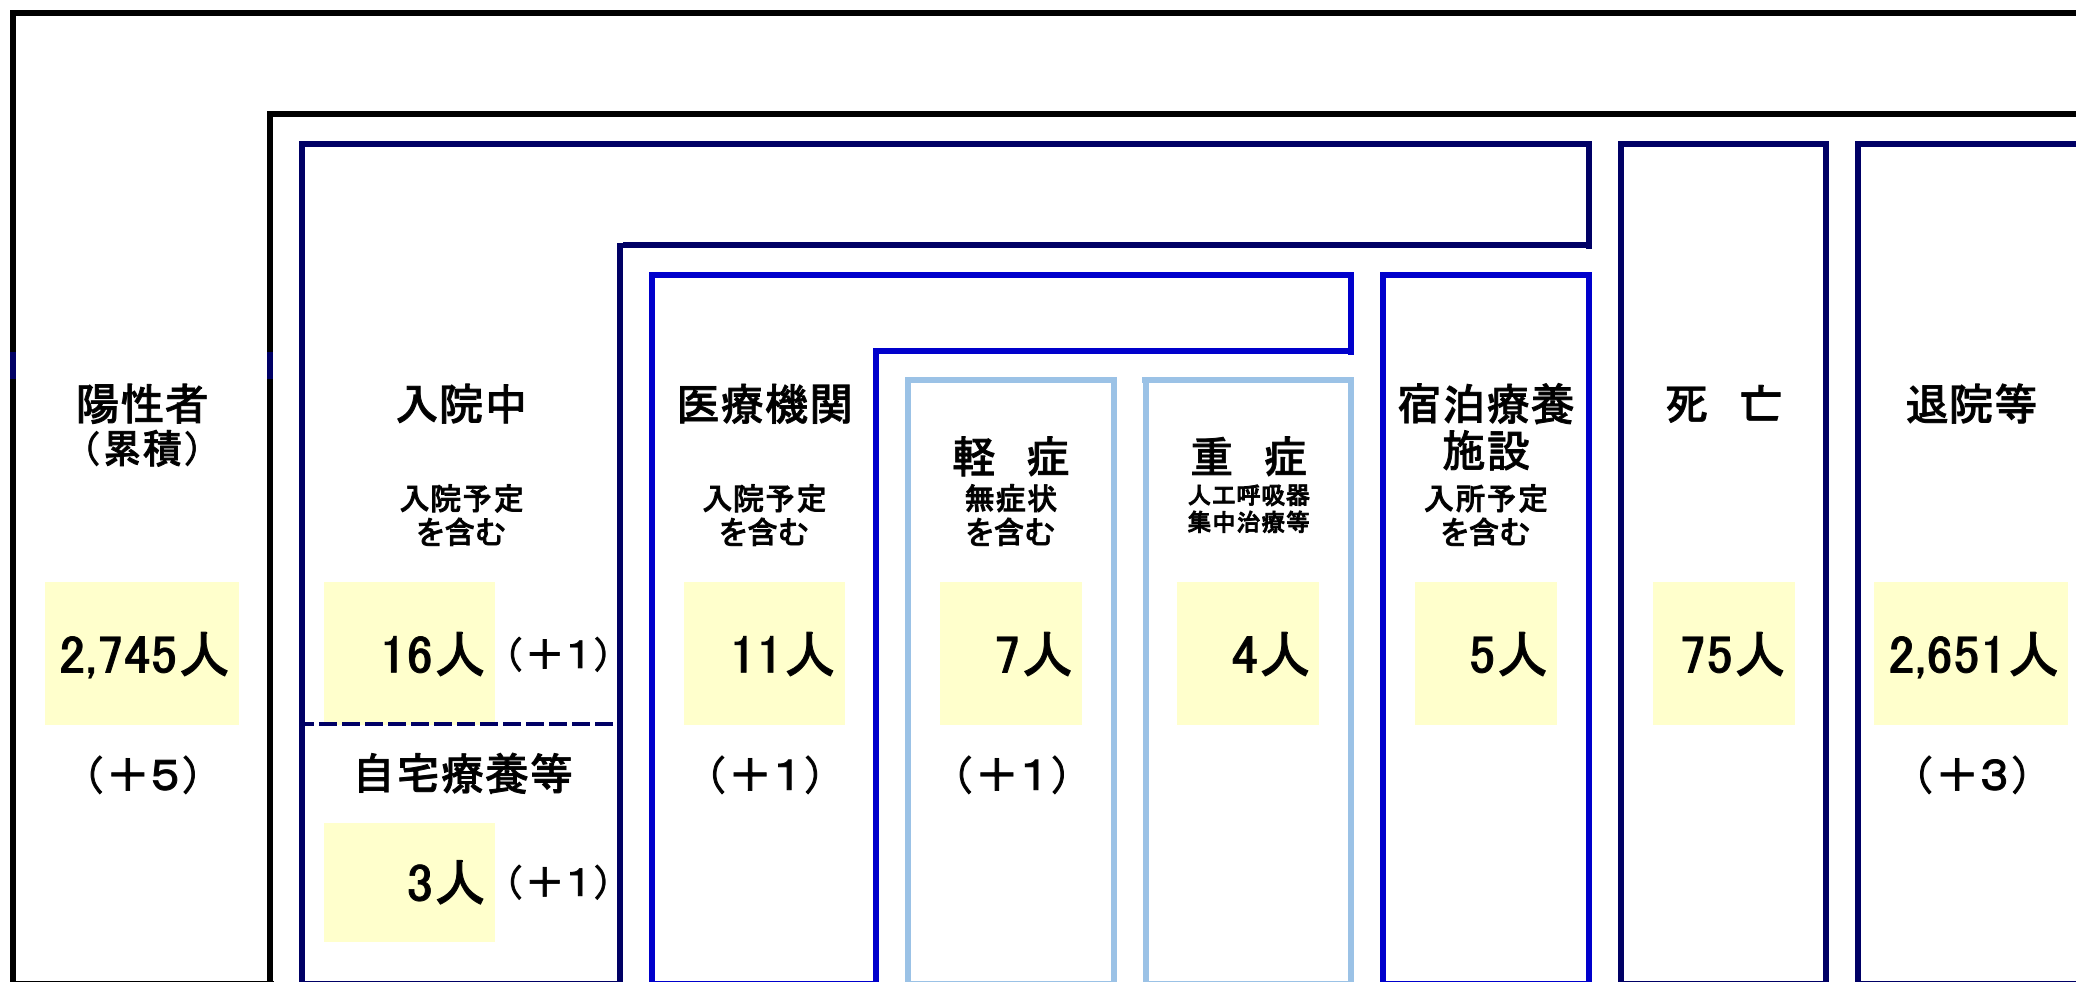 陽性者
（累積）
2,745人
（＋５）
入院中
入院予定
を含む
16人（＋１）
自宅療養等
3人（＋１）
医療機関
入院予定
を含む
11人
（＋１）
軽　症
無症状
を含む
7人
（＋１）
重　症
人工呼吸器
集中治療等
4人
宿泊療養
施設
入所予定
を含む
5人
死　亡
75人
退院等
2,651人
（＋３）